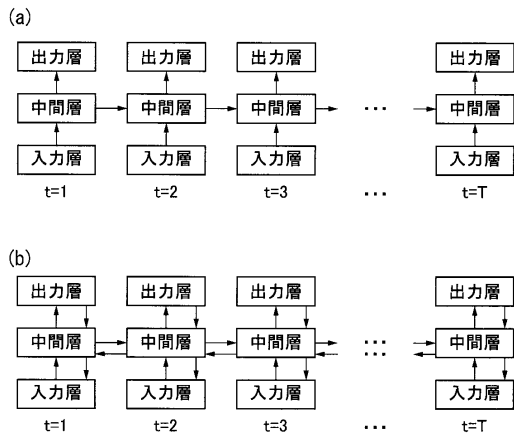 (a)
出力層 出力層 出力層 出力層
中間層 中間層 中間層 ... 中間層
入力層 入力層 入力層 入力層
t=1 t=2 t=3 ... t=T
(b)
出力層 出力層 出力層 出力層
中間層 中間層 中間層 ... ... 中間層
入力層 入力層 入力層 入力層
t=1 t=2 t=3 ... t=T